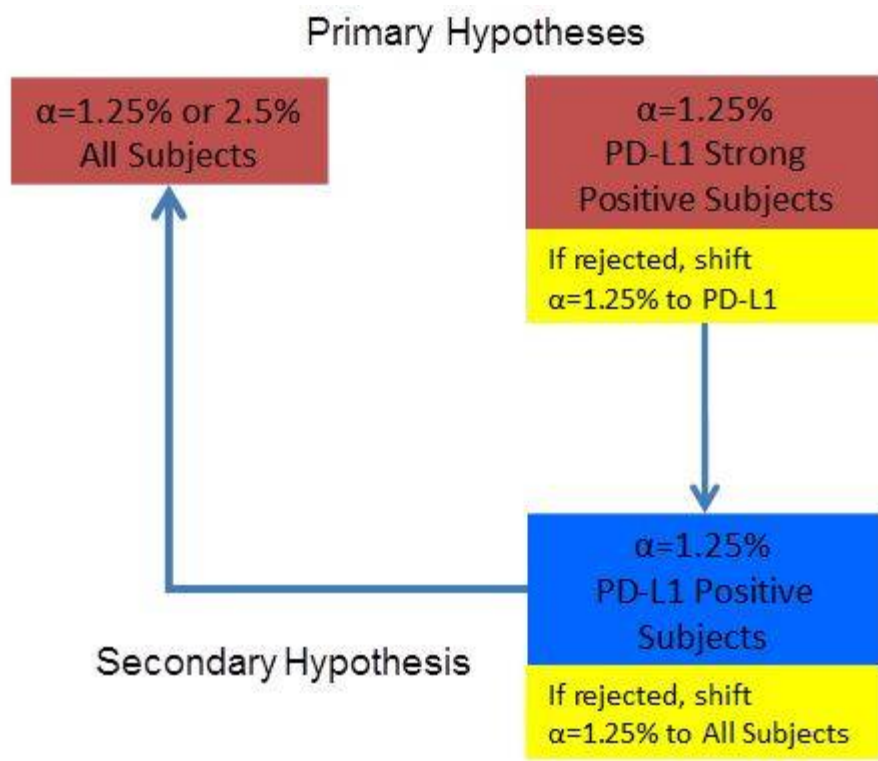 Primary Hypotheses
α=1.25% or 2.5%
All Subjects
α=1.25%
PD-L1 Strong
Positive Subjects
If rejected, shift
α=1.25% to PD-L1
α=1.25%
PD-L1 Positive
Subjects
Secondary Hypothesis
If rejected, shift
α=1.25% to All Subjects